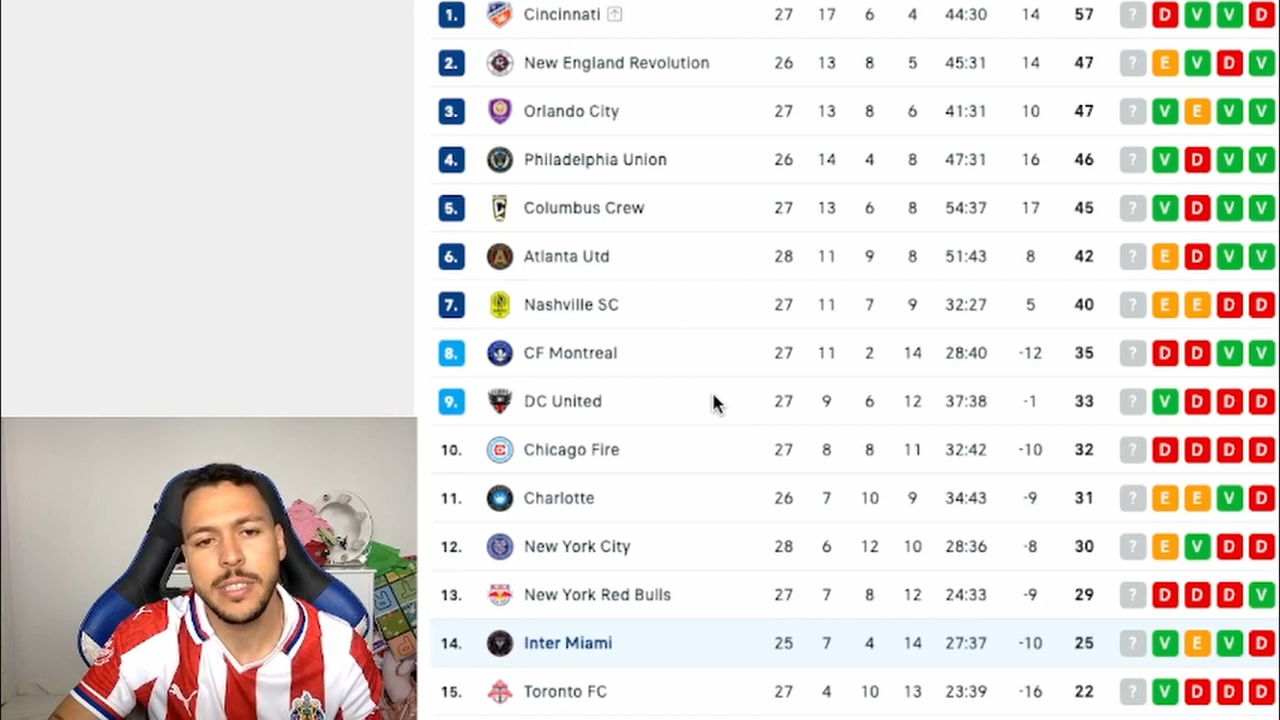 1. Cincinnati 27 17 6 4 44:30 14 57 ? D V V D
2. New England Revolution 26 13 8 5 45:31 14 47 ? E V D V
3. Orlando City 27 13 8 6 41:31 10 47 ? V E V V
4. Philadelphia Union 26 14 4 8 47:31 16 46 ? V D V V
5. Columbus Crew 27 13 6 8 54:37 17 45 ? V D V V
6. Atlanta Utd 28 11 9 8 51:43 8 42 ? E D V V
7. Nashville SC 27 11 7 9 32:27 5 40 ? E E D D
8. CF Montreal 27 11 2 14 28:40 -12 35 ? D D V V
9. DC United 27 9 6 12 37:38 -1 33 ? V D D D
10. Chicago Fire 27 8 8 11 32:42 -10 32 ? D D D D
11. Charlotte 26 7 10 9 34:43 -9 31 ? E E V D
12. New York City 28 6 12 10 28:36 -8 30 ? E V D D
13. New York Red Bulls 27 7 8 12 24:33 -9 29 ? D D D V
14. Inter Miami 25 7 4 14 27:37 -10 25 ? V E V D
15. Toronto FC 27 4 10 13 23:39 -16 22 ? V D D D